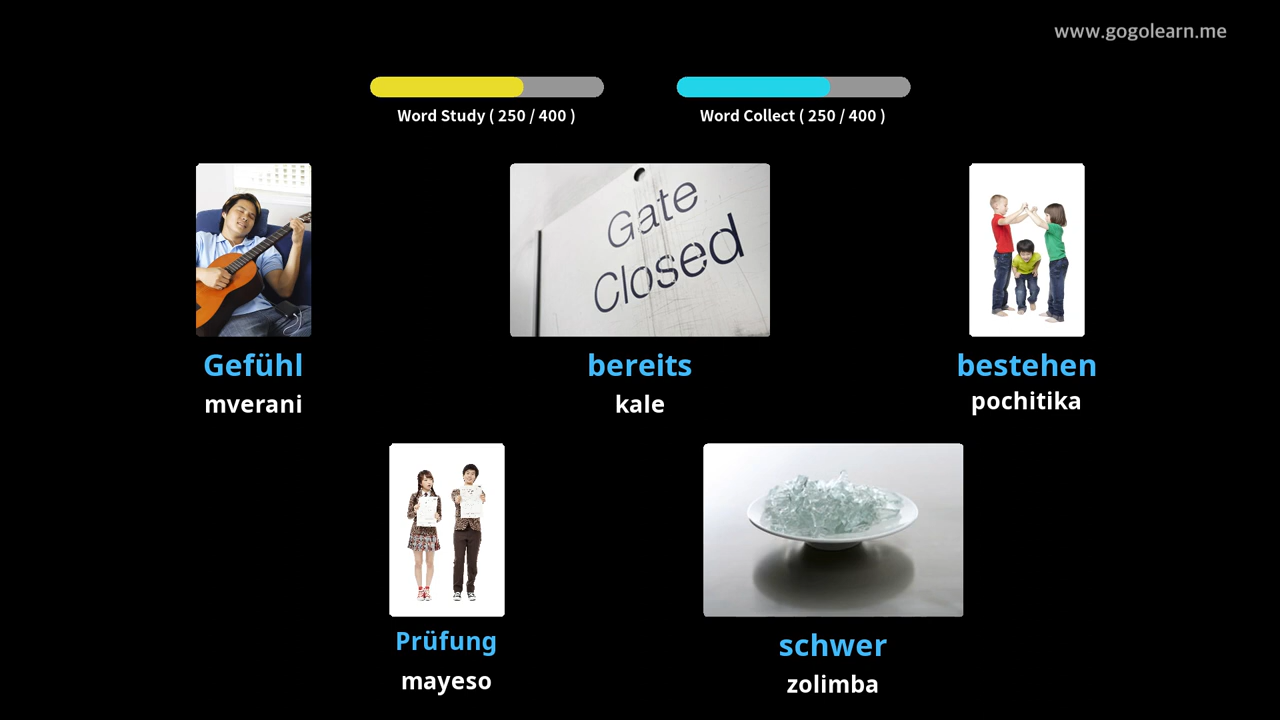 www.gogolearn.me
Word Study ( 250 / 400 )
Word Collect ( 250 / 400 )
Gate
Closed
Gefühl
mverani
bereits
kale
bestehen
pochitika
Prüfung
mayeso
schwer
zolimba